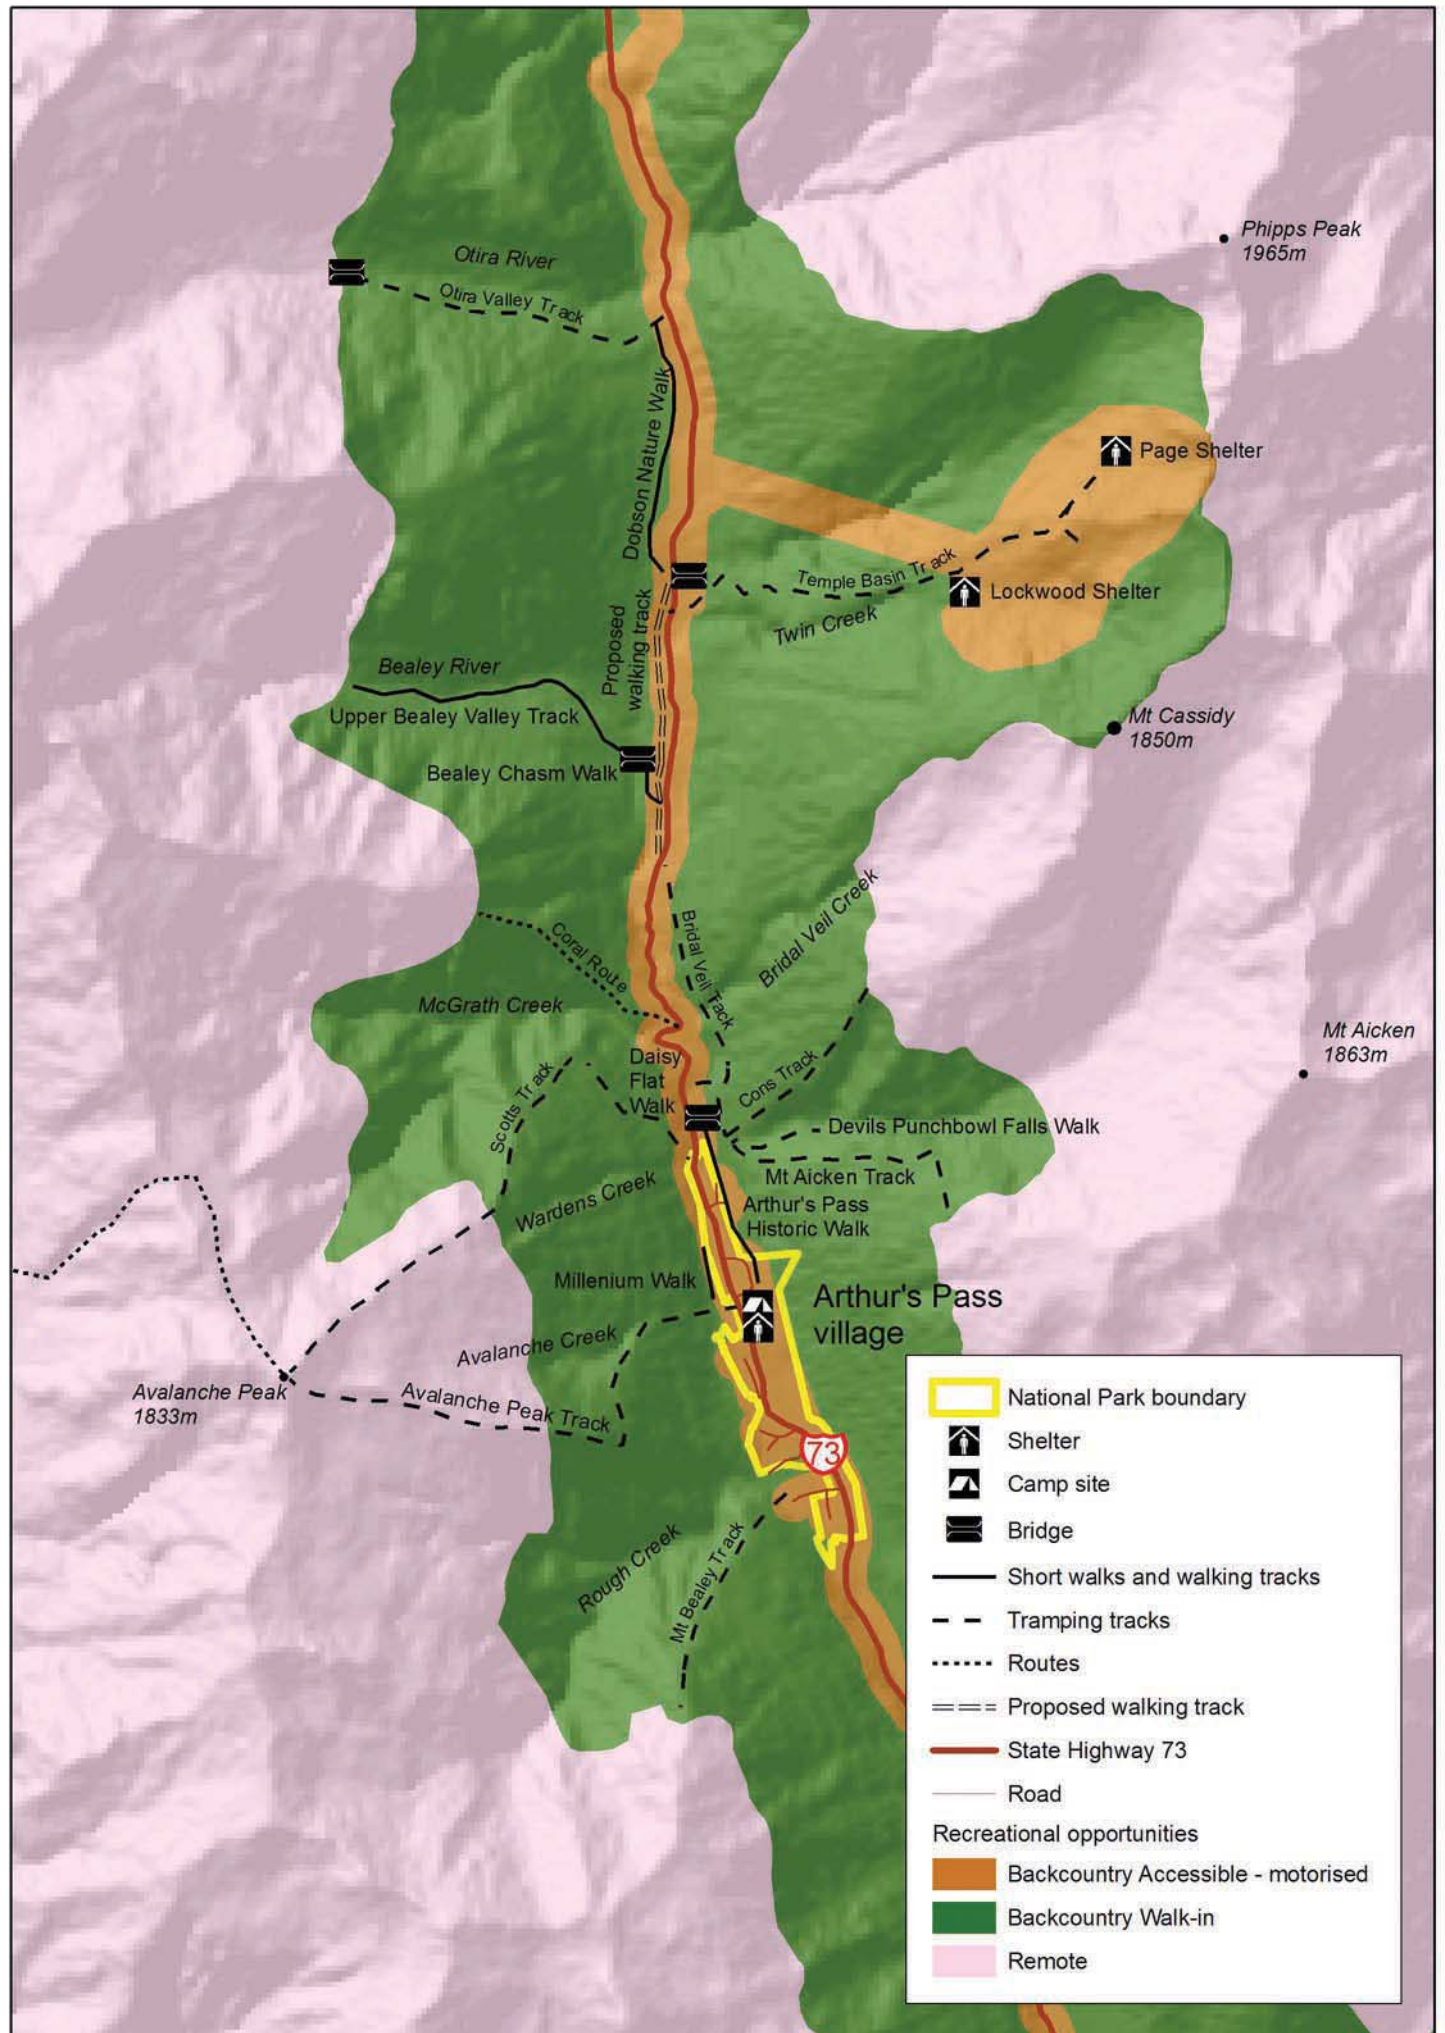 Phipps Peak
1965m
Otira River
Otira Valley Track
Dobson Nature Walk
Page Shelter
Temple Basin Track
Lockwood Shelter
Twin Creek
Proposed
walking track
Bealey River
Upper Bealey Valley Track
Mt Cassidy
1850m
Bealey Chasm Walk
Bridal Veil Creek
Bridal Veil Tack
Coral Route
McGrath Creek
Mt Aicken
1863m
Daisy
Flat
Walk
Cons Track
Scotts Track
Devils Punchbowl Falls Walk
Mt Aicken Track
Wardens Creek
Arthur's Pass
Historic Walk
Millenium Walk
Arthur's Pass
village
Avalanche Creek
Avalanche Peak
1833m
Avalanche Peak Track
73
Rough Creek
Mt Bealey Track
National Park boundary
Shelter
Camp site
Bridge
Short walks and walking tracks
Tramping tracks
Routes
Proposed walking track
State Highway 73
Road
Recreational opportunities
Backcountry Accessible - motorised
Backcountry Walk-in
Remote